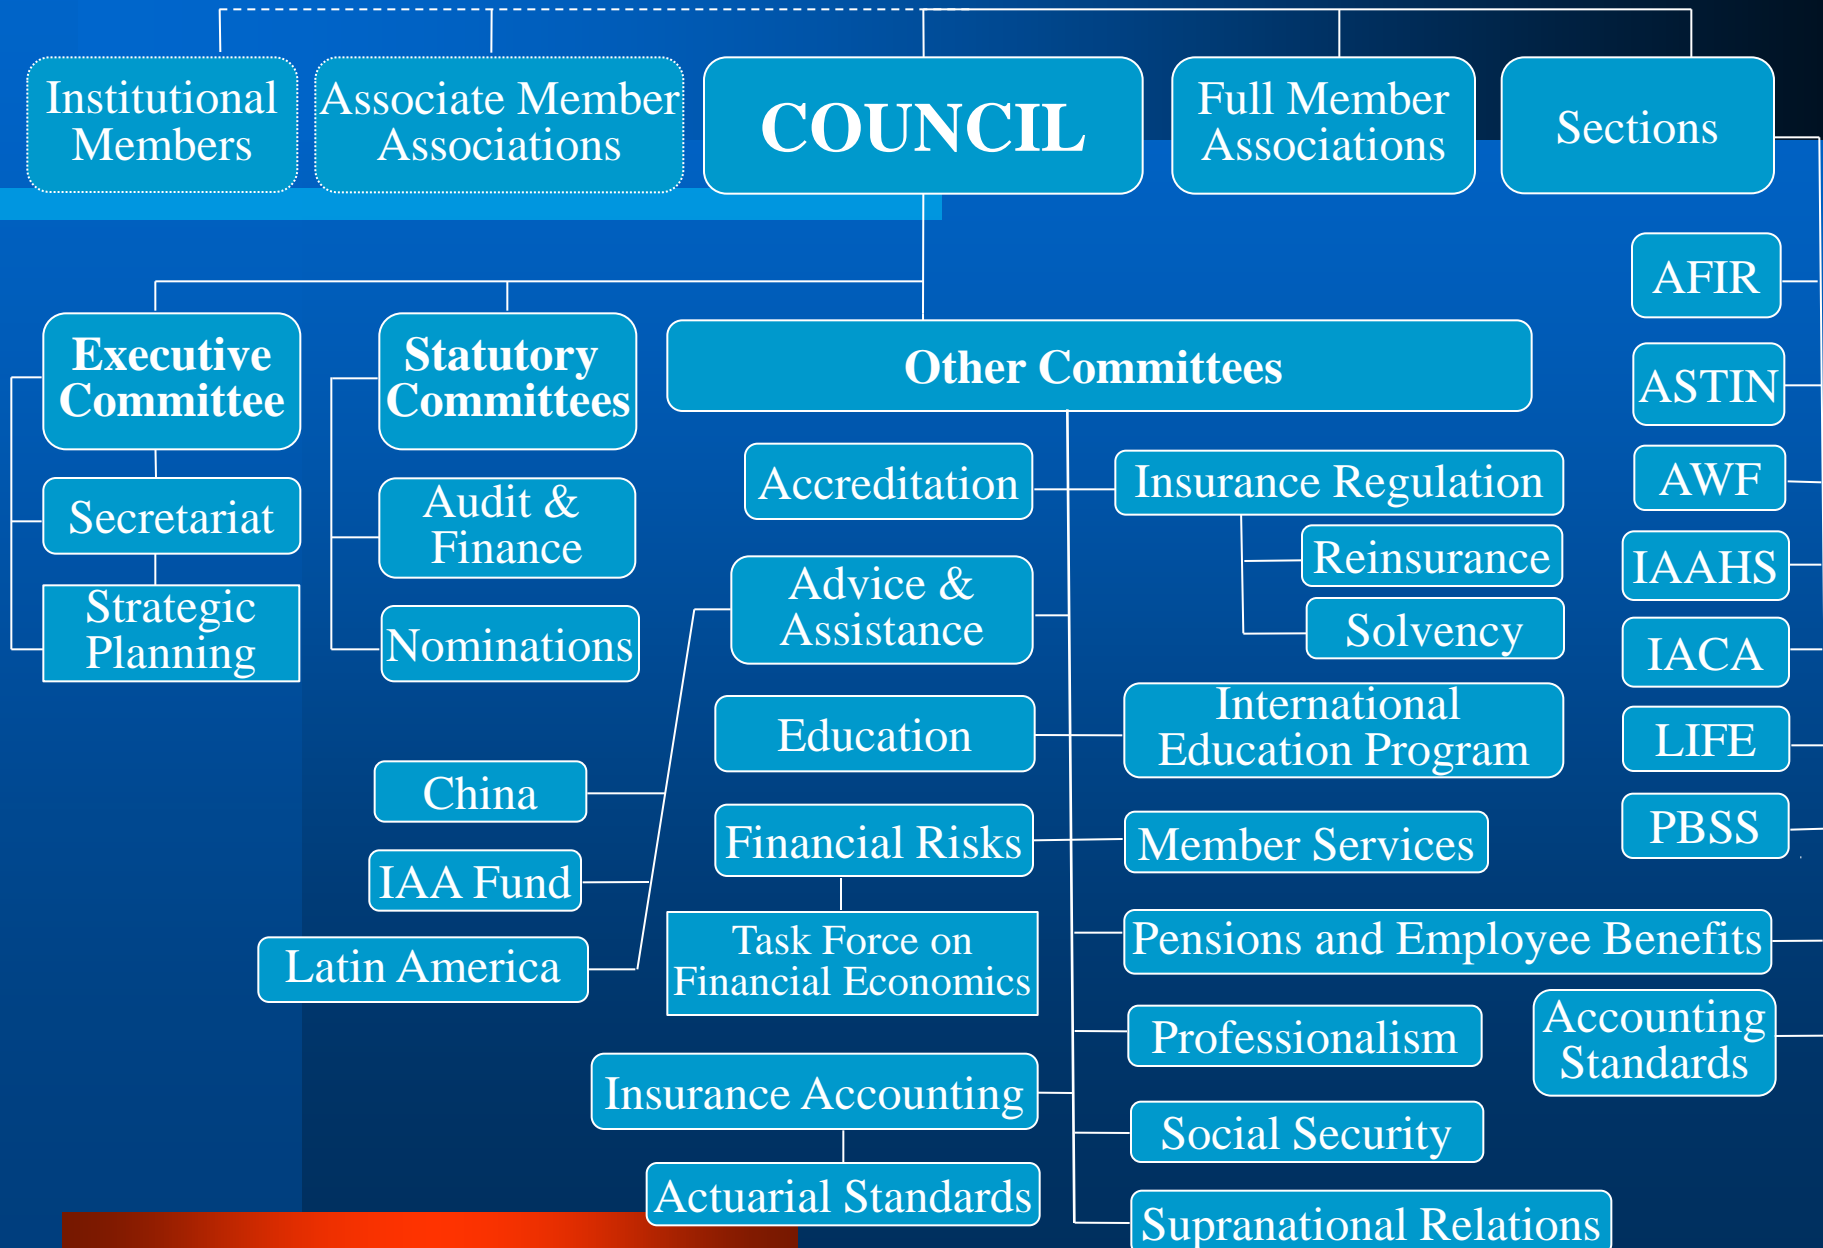 Institutional
Members
Associate Member
Associations
COUNCIL
Full Member
Associations
Sections
Executive
Committee
Secretariat
Strategic
Planning
Statutory
Committees
Audit &
Finance
Nominations
Other Committees
Accreditation
Advice &
Assistance
China
IAA Fund
Latin America
Education
Financial Risks
Task Force on
Financial Economics
Insurance Accounting
Actuarial Standards
Insurance Regulation
Reinsurance
Solvency
International
Education Program
Member Services
Pensions and Employee Benefits
Accounting
Standards
Professionalism
Social Security
Supranational Relations
AFIR
ASTIN
AWF
IAAHS
IACA
LIFE
PBSS